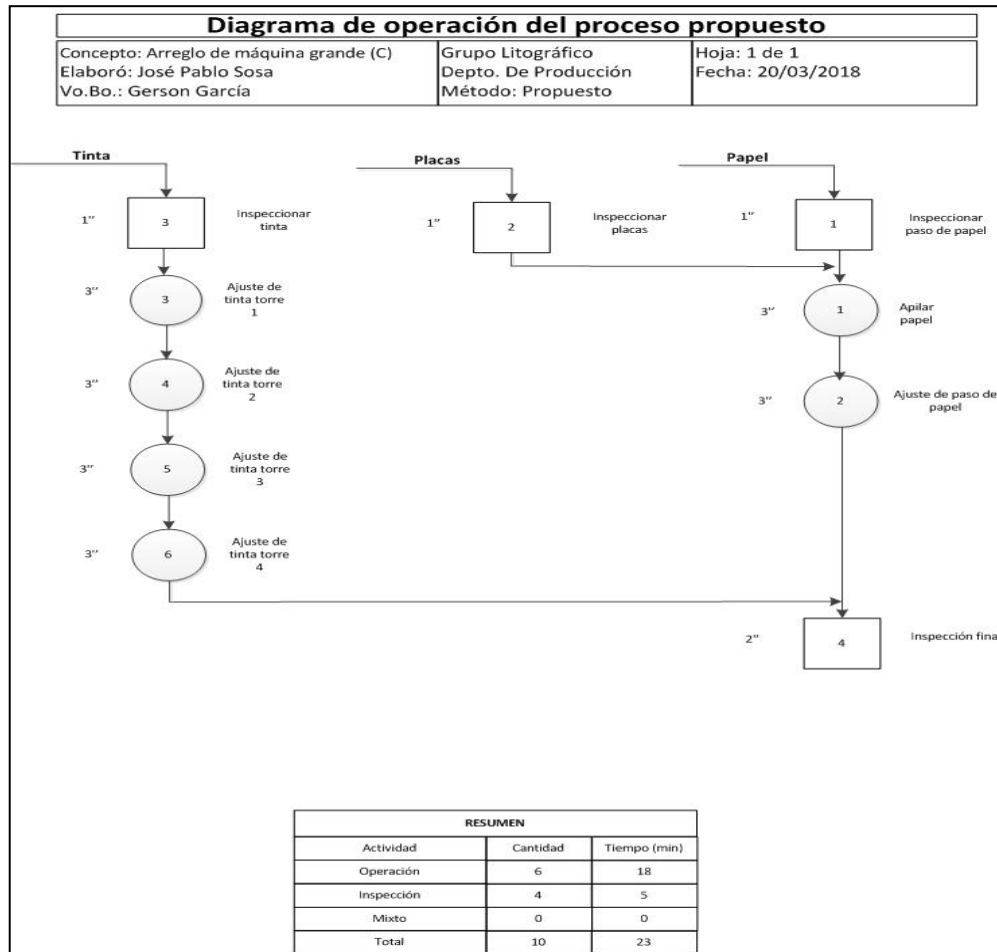 Diagrama de operación del proceso propuesto
Concepto: Arreglo de máquina grande (C)
Elaboró: José Pablo Sosa
Vo.Bo.: Gerson García
Grupo Litográfico
Depto. De Producción
Método: Propuesto
Hoja: 1 de 1
Fecha: 20/03/2018
Tinta
1’’
3
Inspeccionar
tinta
3’’
3
Ajuste de
tinta torre
1
3’’
4
Ajuste de
tinta torre
2
3’’
5
Ajuste de
tinta torre
3
3’’
6
Ajuste de
tinta torre
4
Placas
1’’
2
Inspeccionar
placas
Papel
1’’
1
Inspeccionar
paso de papel
3’’
1
Apilar
papel
3’’
2
Ajuste de paso de
papel
2’’
4
Inspección fina
RESUMEN
Actividad Cantidad Tiempo (min)
Operación 6 18
Inspección 4 5
Mixto 0 0
Total 10 23